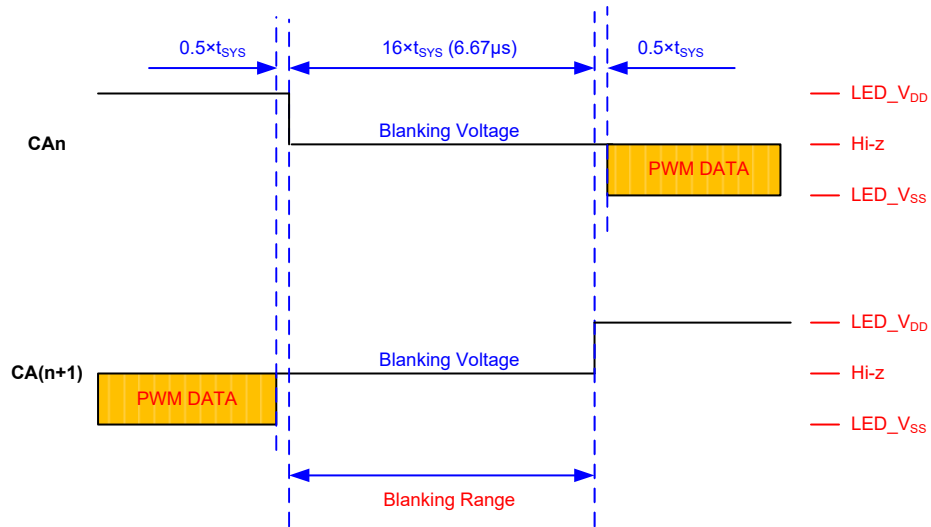 0.5×tSYS
16×tSYS (6.67μs)
0.5×tSYS
LED_VDD
CAn
Blanking Voltage
Hi-z
PWM DATA
LED_VSS
LED_VDD
CA(n+1)
Blanking Voltage
Hi-z
PWM DATA
LED_VSS
Blanking Range